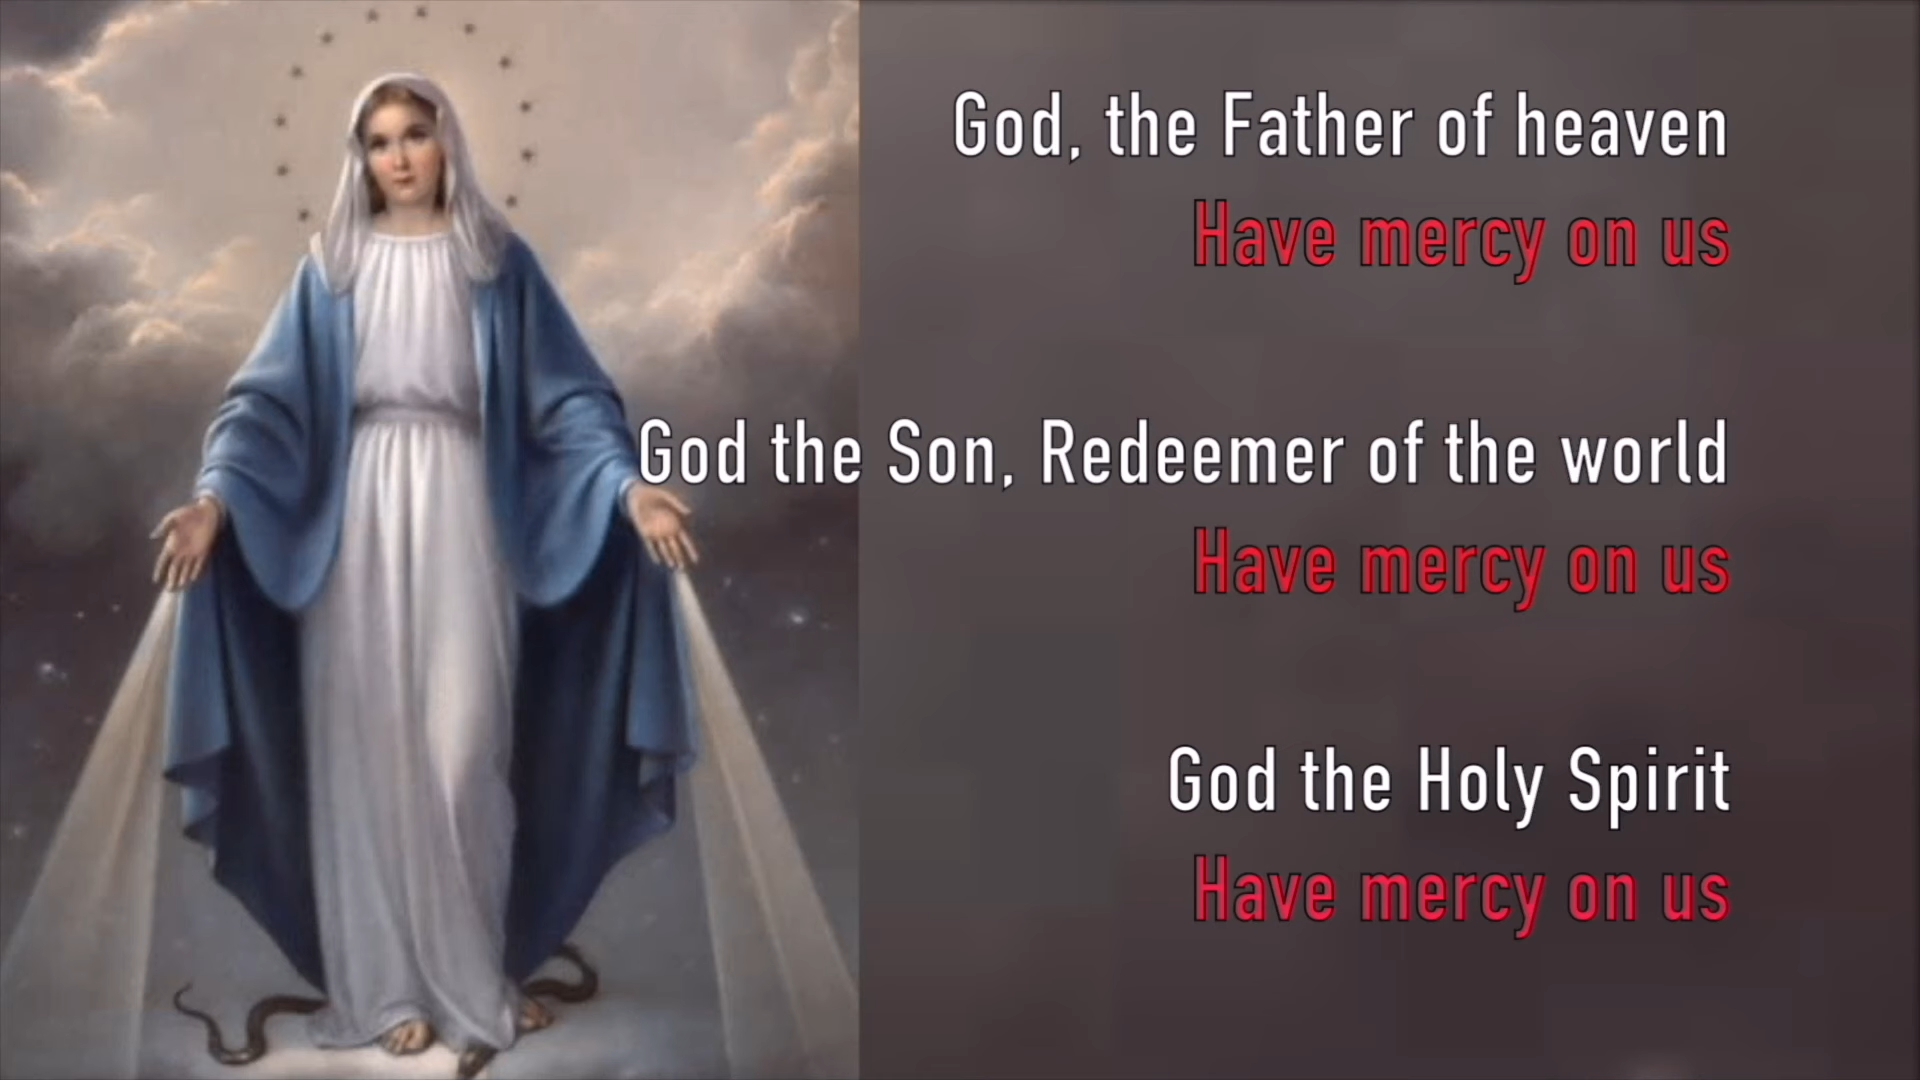 God, the Father of heaven
Have mercy on us
God the Son, Redeemer of the world
Have mercy on us
God the Holy Spirit
Have mercy on us